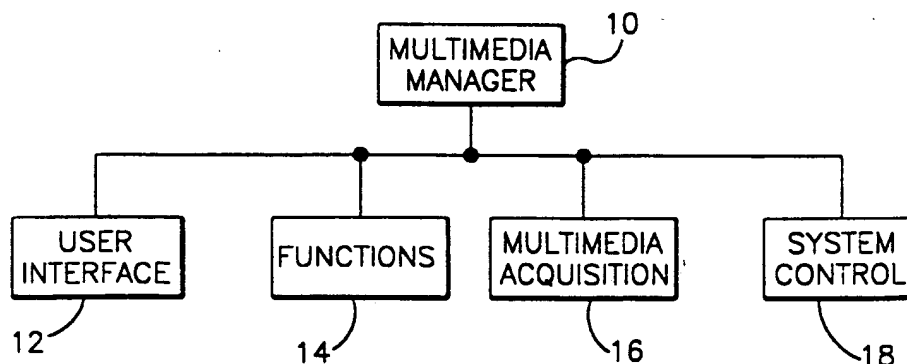 10
MULTIMEDIA
MANAGER
USER
INTERFACE
FUNCTIONS
MULTIMEDIA
ACQUISITION
SYSTEM
CONTROL
12
14
16
18